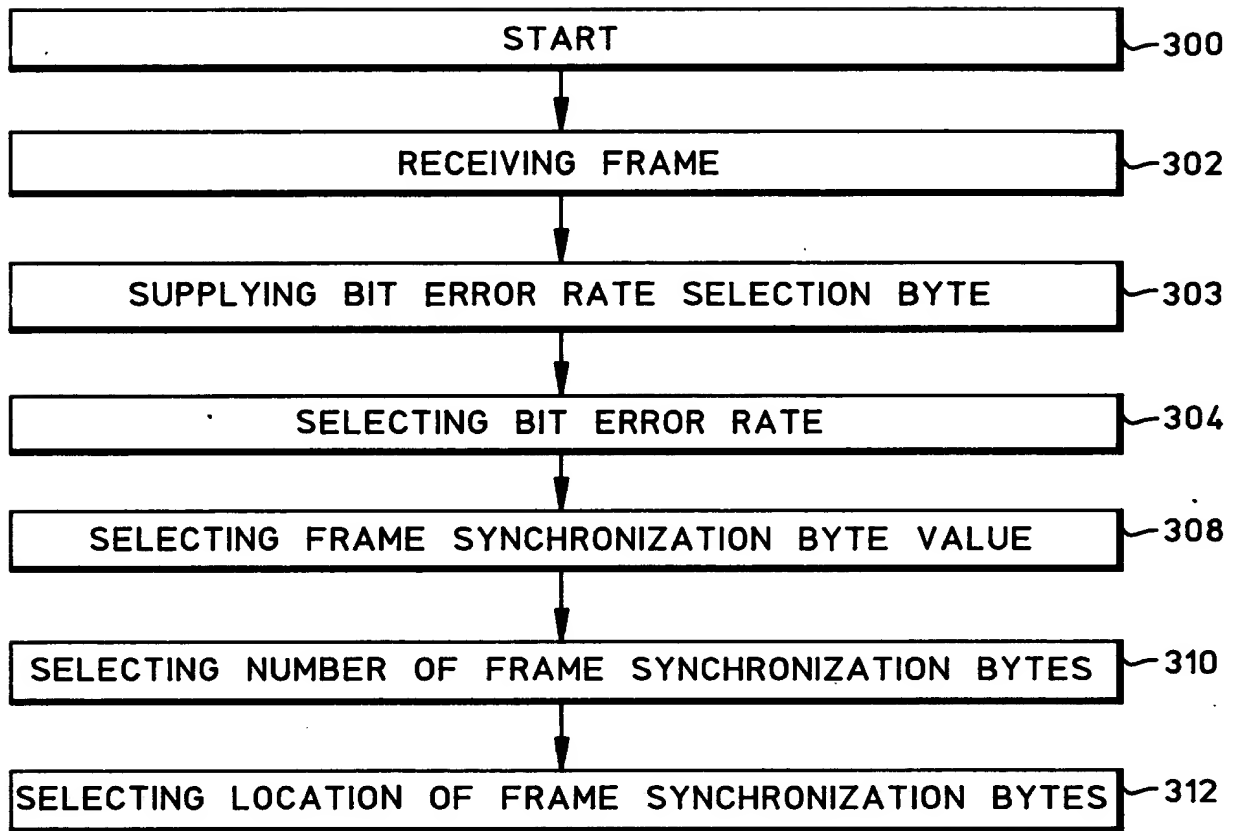 START
300
RECEIVING FRAME
302
SUPPLYING BIT ERROR RATE SELECTION BYTE
303
SELECTING BIT ERROR RATE
304
SELECTING FRAME SYNCHRONIZATION BYTE VALUE
308
SELECTING NUMBER OF FRAME SYNCHRONIZATION BYTES
310
SELECTING LOCATION OF FRAME SYNCHRONIZATION BYTES
312